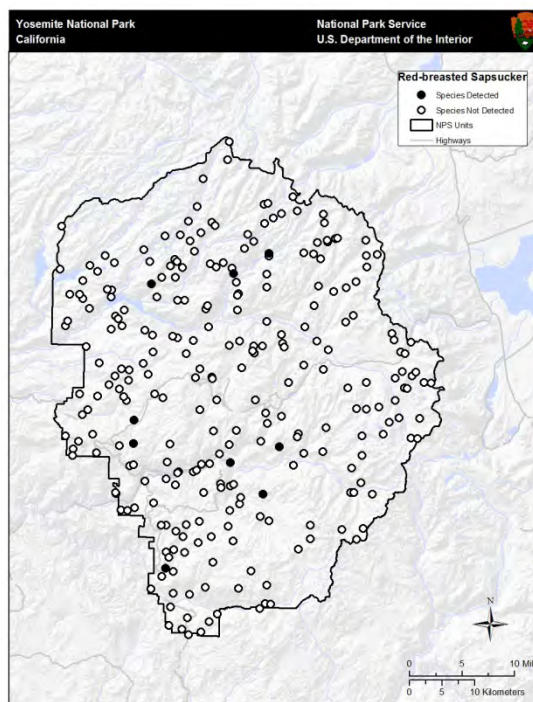 Yosemite National Park
California
National Park Service
U.S. Department of the Interior
Red-breasted Sapsucker
Species Detected
Species Not Detected
NPS Units
Highways
N
0 5 10 Mil
0 5 10 Kilometers